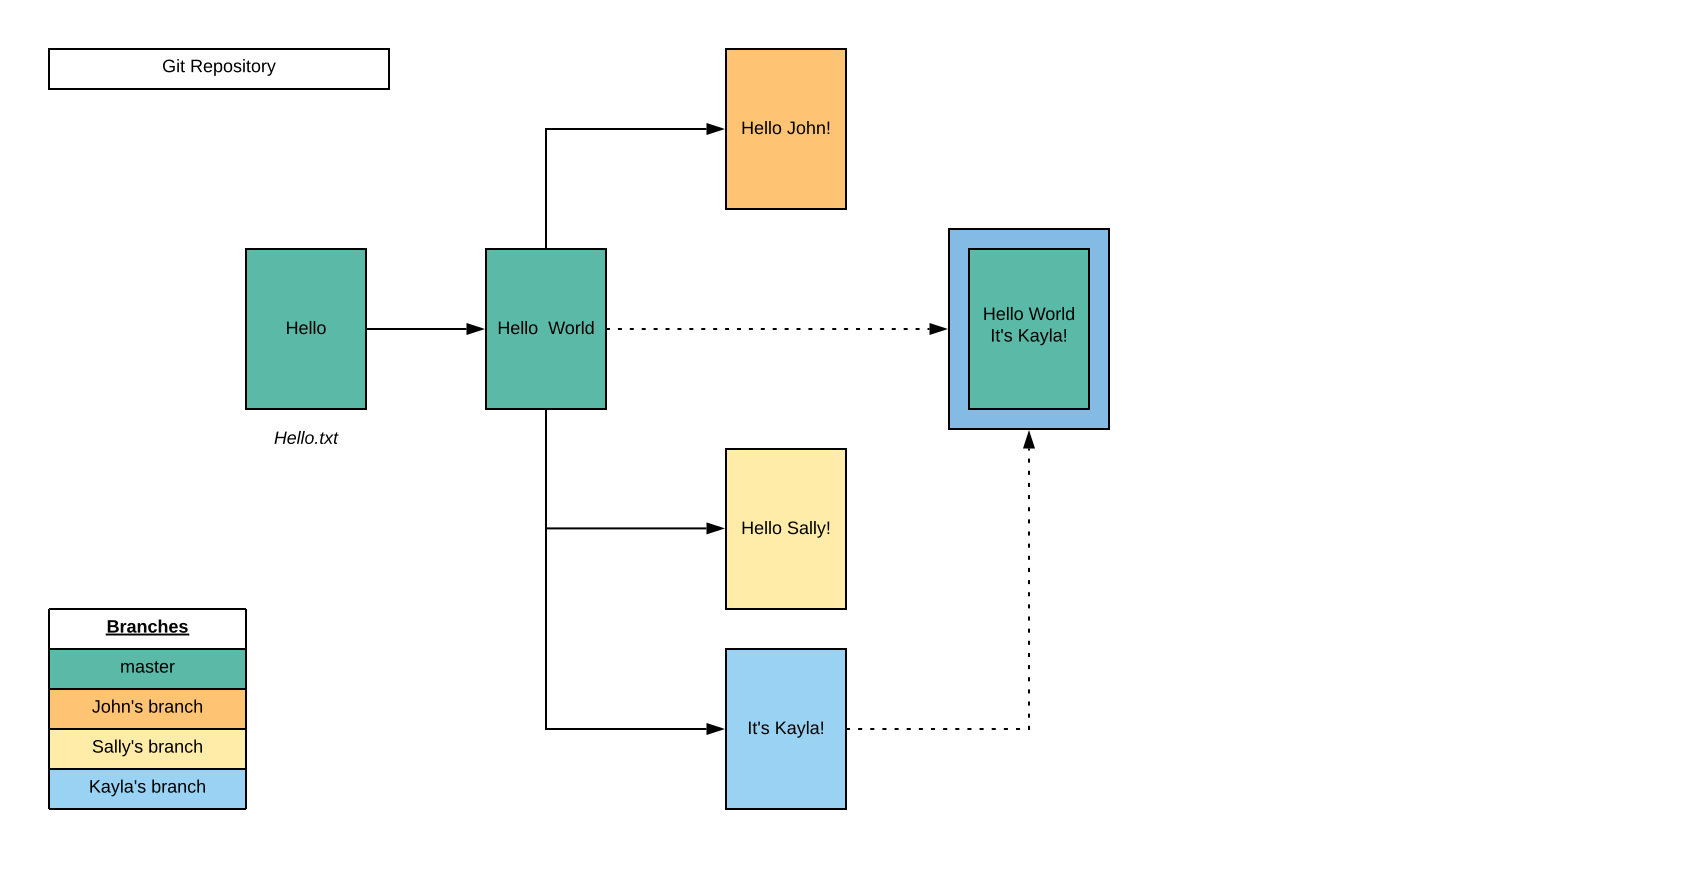 Git Repository
Hello John!
Hello
Hello  World
Hello World
It's Kayla!
Hello.txt
Hello Sally!
It's Kayla!
Branches
master
John's branch
Sally's branch
Kayla's branch